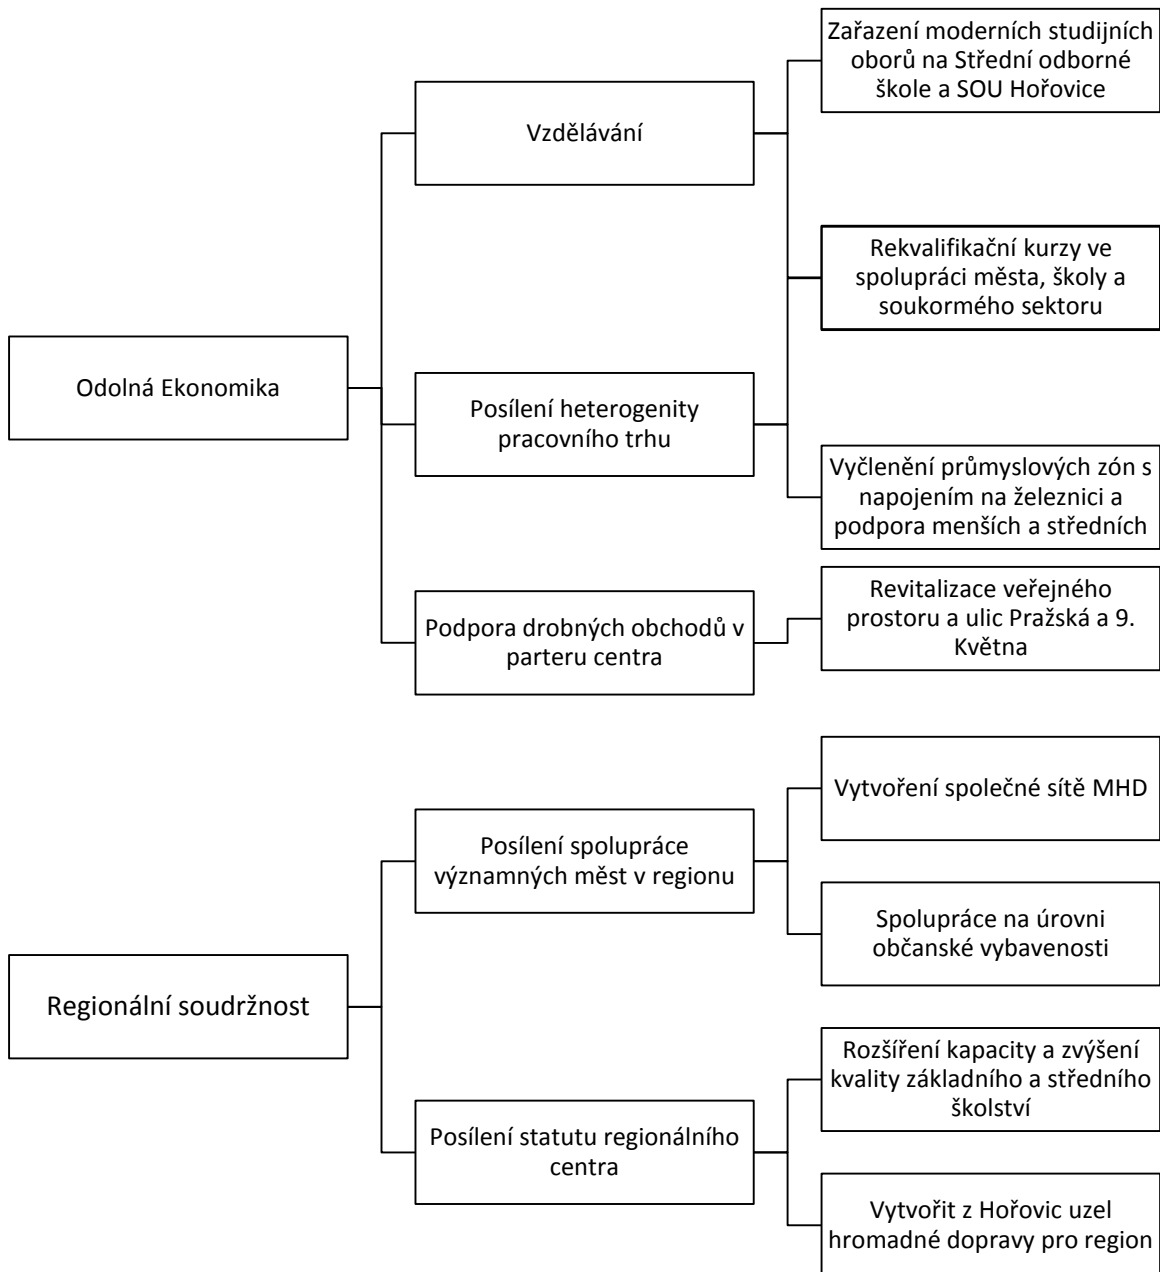 Zařazení moderních studijních
oborů na Střední odborné
škole a SOU Hořovice
Vzdělávání
Rekvalifikační kurzy ve
spolupráci města, školy a
soukormého sektoru
Odolná Ekonomika
Posílení heterogenity
pracovního trhu
Vyčlenění průmyslových zón s
napojením na železnici a
podpora menších a středních
Podpora drobných obchodů v
parteru centra
Revitalizace veřejného
prostoru a ulic Pražská a 9.
Května
Vytvoření společné sítě MHD
Posílení spolupráce
významných měst v regionu
Spolupráce na úrovni
občanské vybavenosti
Regionální soudržnost
Rozšíření kapacity a zvýšení
kvality základního a středního
školství
Posílení statutu regionálního
centra
Vytvořit z Hořovic uzel
hromadné dopravy pro region